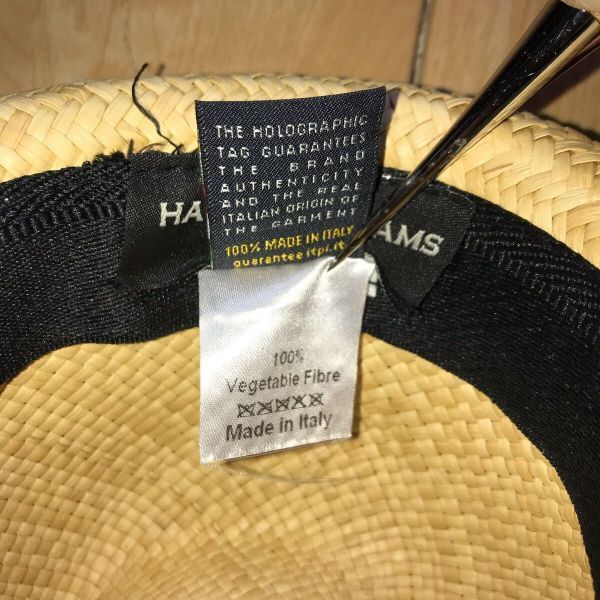 THE HOLOGRAPHIC
TAG GUARANTEES
THE BRAND
AUTHENTICITY
AND THE REAL
ITALIAN ORIGIN OF
THE GARMENT
100% MADE IN ITALY
guarantee itpi.it
HA
AMS
100%
Vegetable Fibre
Made in Italy